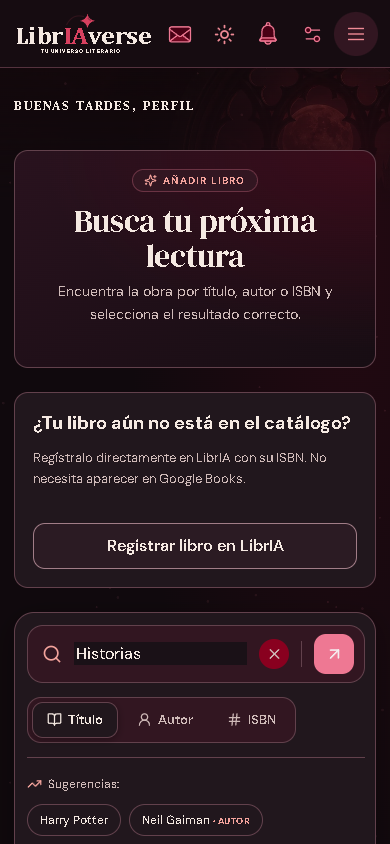 LibrIAverse
TU UNIVERSO LITERARIO
BUENAS TARDES, PERFIL
AÑADIR LIBRO
Busca tu próxima
lectura
Encuentra la obra por título, autor o ISBN y
selecciona el resultado correcto.
¿Tu libro aún no está en el catálogo?
Regístralo directamente en LibrIA con su ISBN. No
necesita aparecer en Google Books.
Registrar libro en LibrIA
Historias
Título Autor ISBN
Sugerencias:
Harry Potter Neil Gaiman · AUTOR